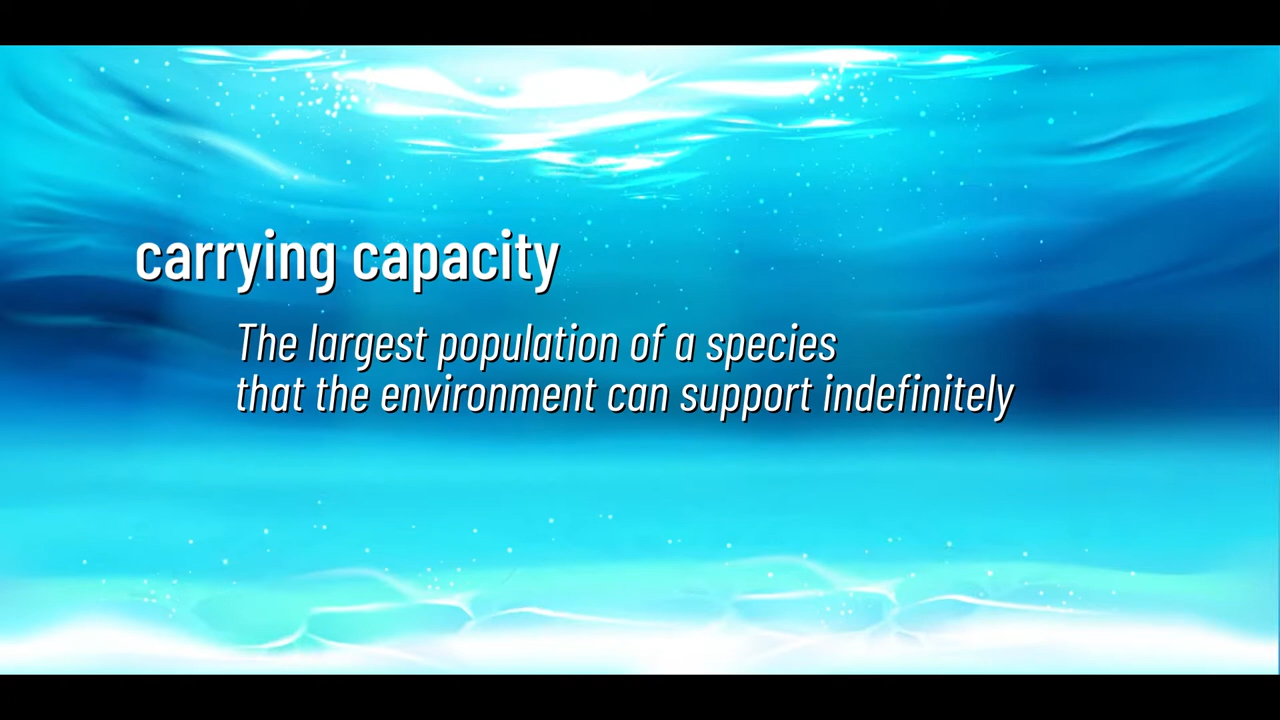 carrying capacity
The largest population of a species
that the environment can support indefinitely